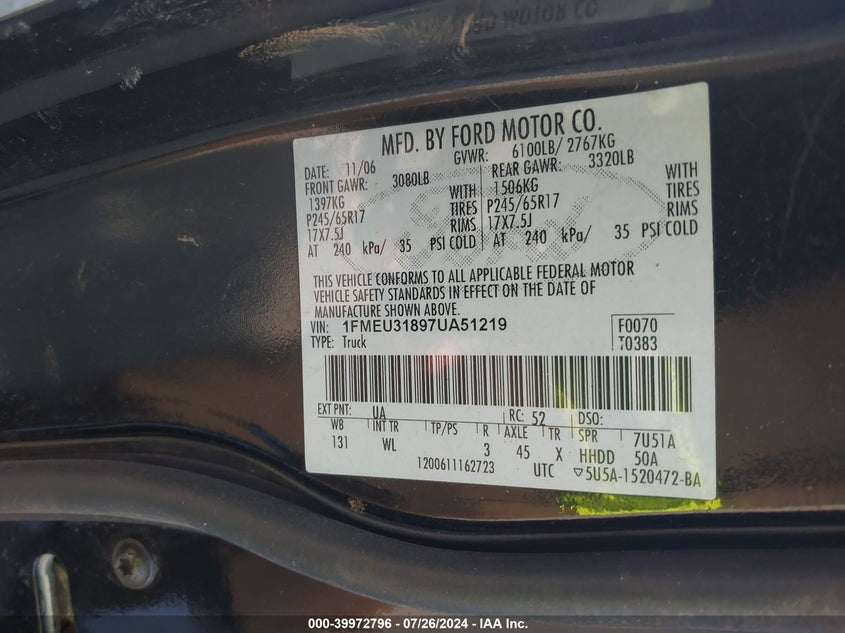 MFD. BY FORD MOTOR CO.
DATE: 11/06 GVWR: 6100LB/ 2767KG
FRONT GAWR: 3080LB REAR GAWR: 3320LB
1397KG WITH 1506KG WITH
P245/65R17 TIRES P245/65R17 TIRES
17X7.5J RIMS 17X7.5J RIMS
AT 240 kPa/ 35 PSI COLD AT 240 kPa/ 35 PSI COLD
THIS VEHICLE CONFORMS TO ALL APPLICABLE FEDERAL MOTOR
VEHICLE SAFETY STANDARDS IN EFFECT ON THE DATE OF
MANUFACTURE SHOWN ABOVE.
VIN: 1FMEU31897UA51219 F0070
TYPE: Truck T0383
EXT PNT: UA RC: 52 DSO:
WB INT TR TP/PS R AXLE TR SPR 7U51A
131 WL 3 45 X HHDD 50A
1200611162723 UTC ▽5U5A-1520472-BA
000-39972796 - 07/26/2024 - IAA Inc.